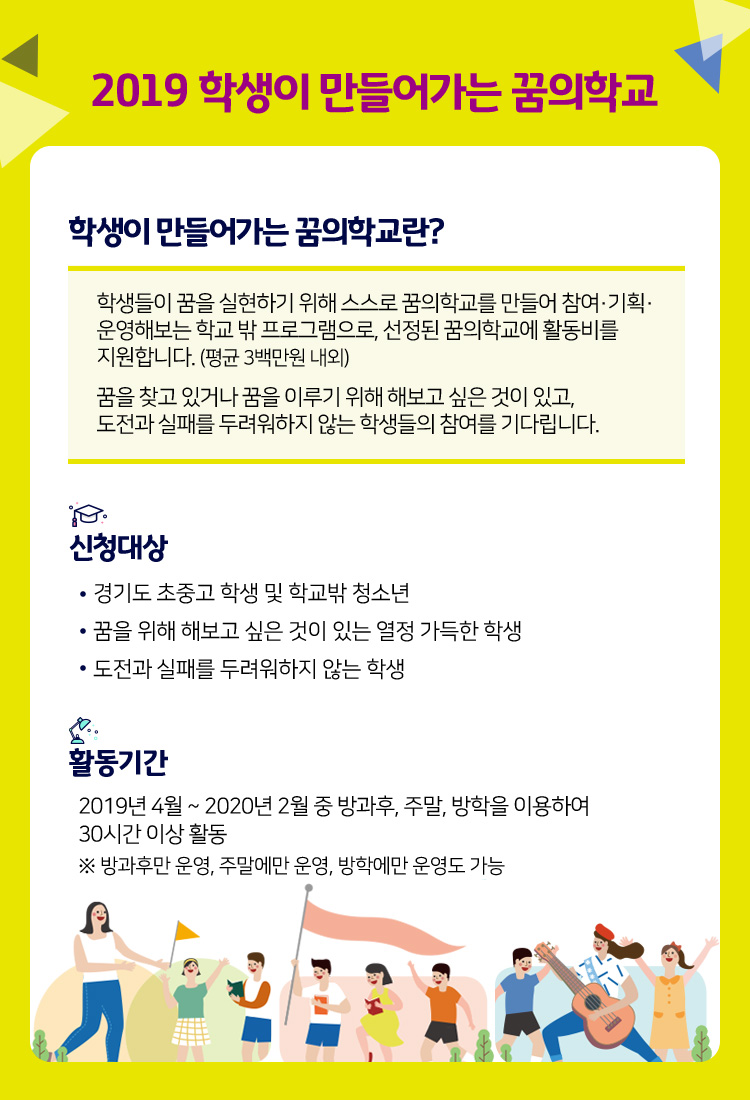 2019 학생이 만들어가는 꿈의학교
학생이 만들어가는 꿈의학교란?
학생들이 꿈을 실현하기 위해 스스로 꿈의학교를 만들어 참여·기획·
운영해보는 학교 밖 프로그램으로, 선정된 꿈의학교에 활동비를
지원합니다. (평균 3백만원 내외)
꿈을 찾고 있거나 꿈을 이루기 위해 해보고 싶은 것이 있고,
도전과 실패를 두려워하지 않는 학생들의 참여를 기다립니다.
신청대상
• 경기도 초중고 학생 및 학교밖 청소년
• 꿈을 위해 해보고 싶은 것이 있는 열정 가득한 학생
• 도전과 실패를 두려워하지 않는 학생
활동기간
2019년 4월 ~ 2020년 2월 중 방과후, 주말, 방학을 이용하여
30시간 이상 활동
※ 방과후만 운영, 주말에만 운영, 방학에만 운영도 가능